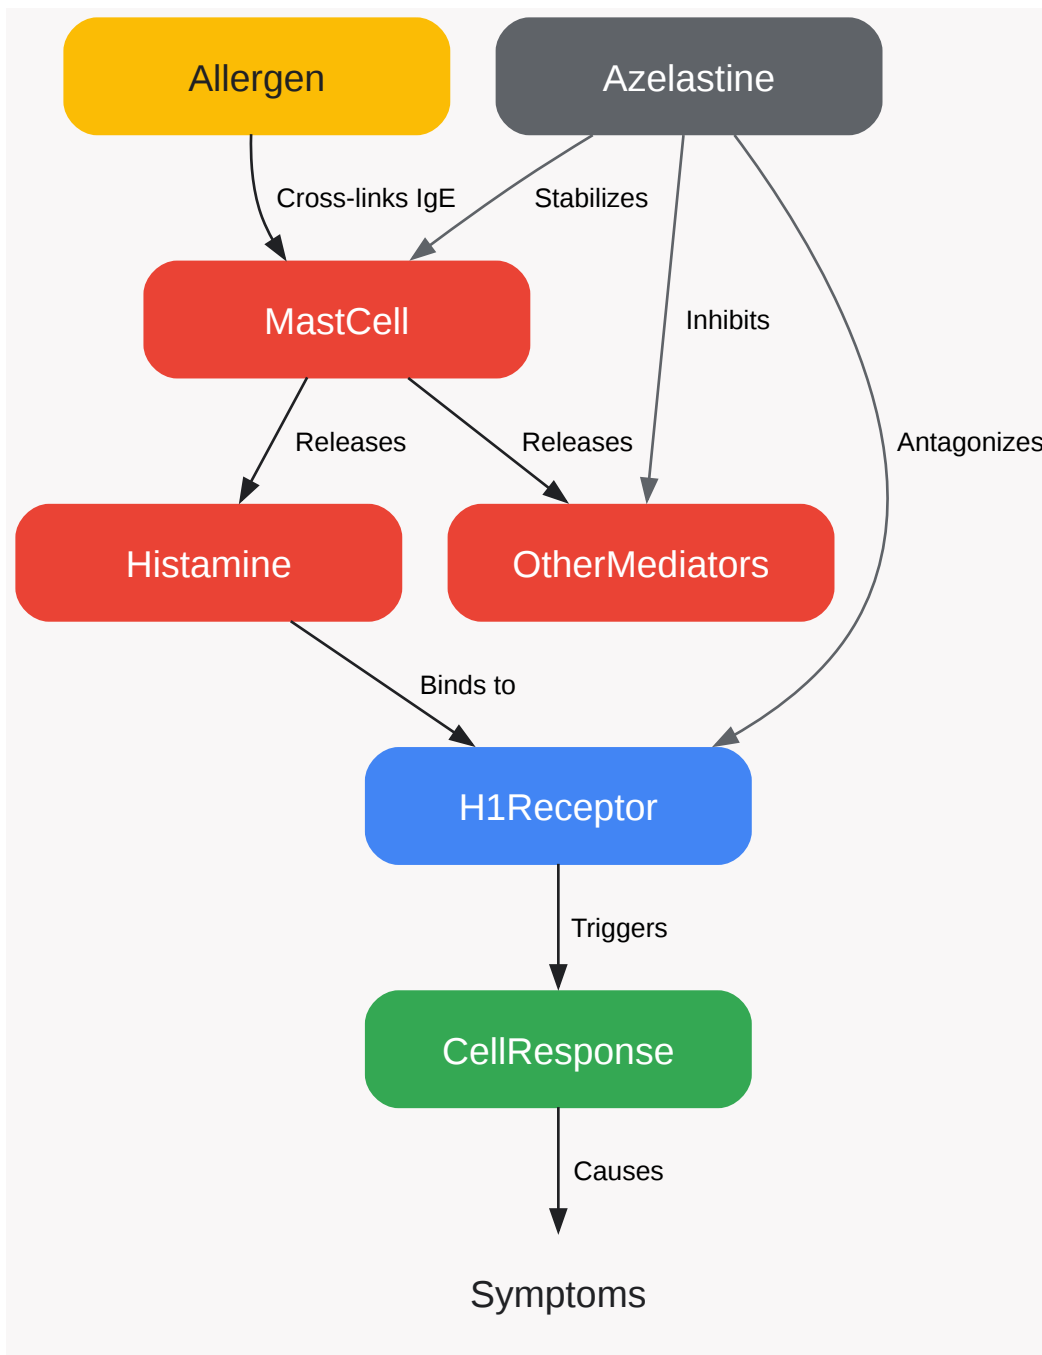 Allergen
Azelastine
Cross-links IgE
Stabilizes
MastCell
Inhibits
Releases
Releases
Antagonizes
Histamine
OtherMediators
Binds to
H1Receptor
Triggers
CellResponse
Causes
Symptoms